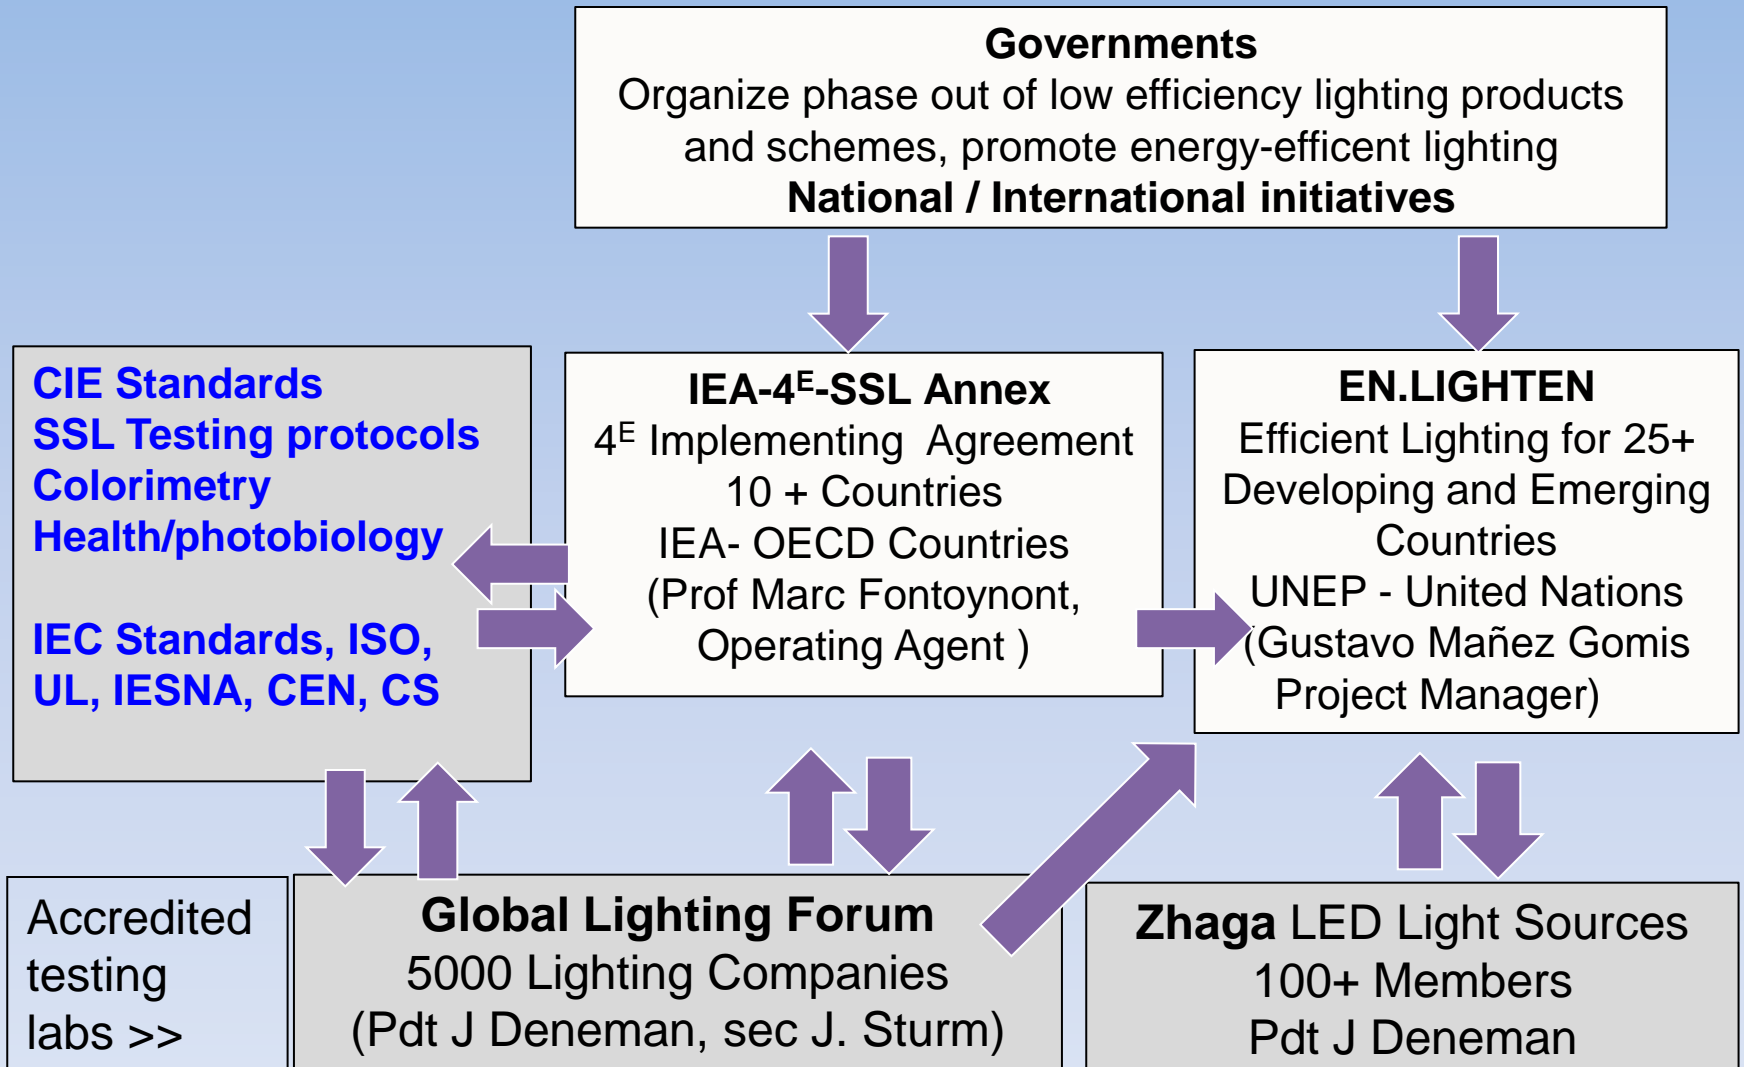 Governments
Organize phase out of low efficiency lighting products
and schemes, promote energy-efficent lighting
National / International initiatives
CIE Standards
SSL Testing protocols
Colorimetry
Health/photobiology
IEC Standards, ISO,
UL, IESNA, CEN, CS
IEA-4E-SSL Annex
4E Implementing Agreement
10 + Countries
IEA- OECD Countries
(Prof Marc Fontoynont,
Operating Agent )
EN.LIGHTEN
Efficient Lighting for 25+
Developing and Emerging
Countries
UNEP - United Nations
(Gustavo Mañez Gomis
Project Manager)
Accredited
testing
labs >>
Global Lighting Forum
5000 Lighting Companies
(Pdt J Deneman, sec J. Sturm)
Zhaga LED Light Sources
100+ Members
Pdt J Deneman